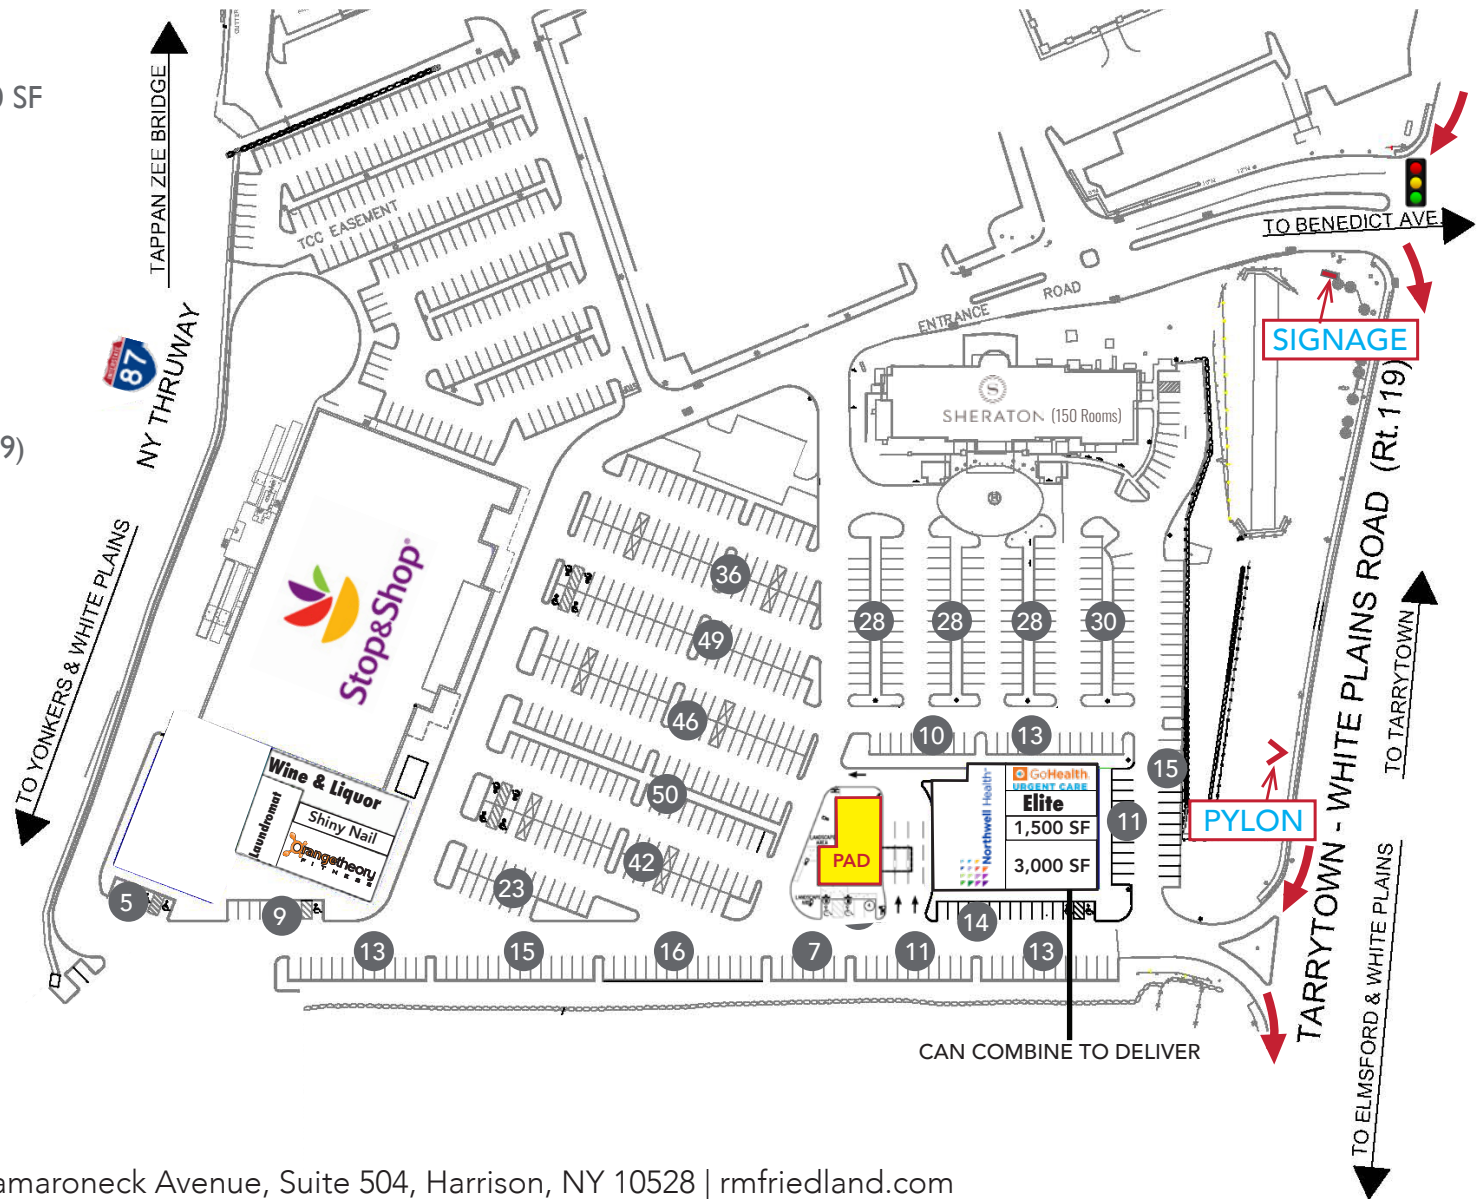 SF
9)
TAPPAN ZEE BRIDGE
87
NY THRUWAY
TO YONKERS & WHITE PLAINS
TCC EASEMENT
STOP
ENTRANCE ROAD
TO BENEDICT AVE.
SIGNAGE
S
SHERATON (150 Rooms)
H
TARRYTOWN - WHITE PLAINS ROAD (Rt. 119)
TO TARRYTOWN
TO ELMSFORD & WHITE PLAINS
Stop&Shop
36
49
46
50
42
23
28
28
28
30
10
13
15
11
Wine & Liquor
Laundromat
Shiny Nail
Orangetheory
FITNESS
PAD
LANDSCAPE
AREA
Northwell Health
GoHealth
URGENT CARE
Elite
1,500 SF
3,000 SF
PYLON
5
9
14
13
15
16
7
11
13
CAN COMBINE TO DELIVER
amaroneck Avenue, Suite 504, Harrison, NY 10528 | rmfriedland.com